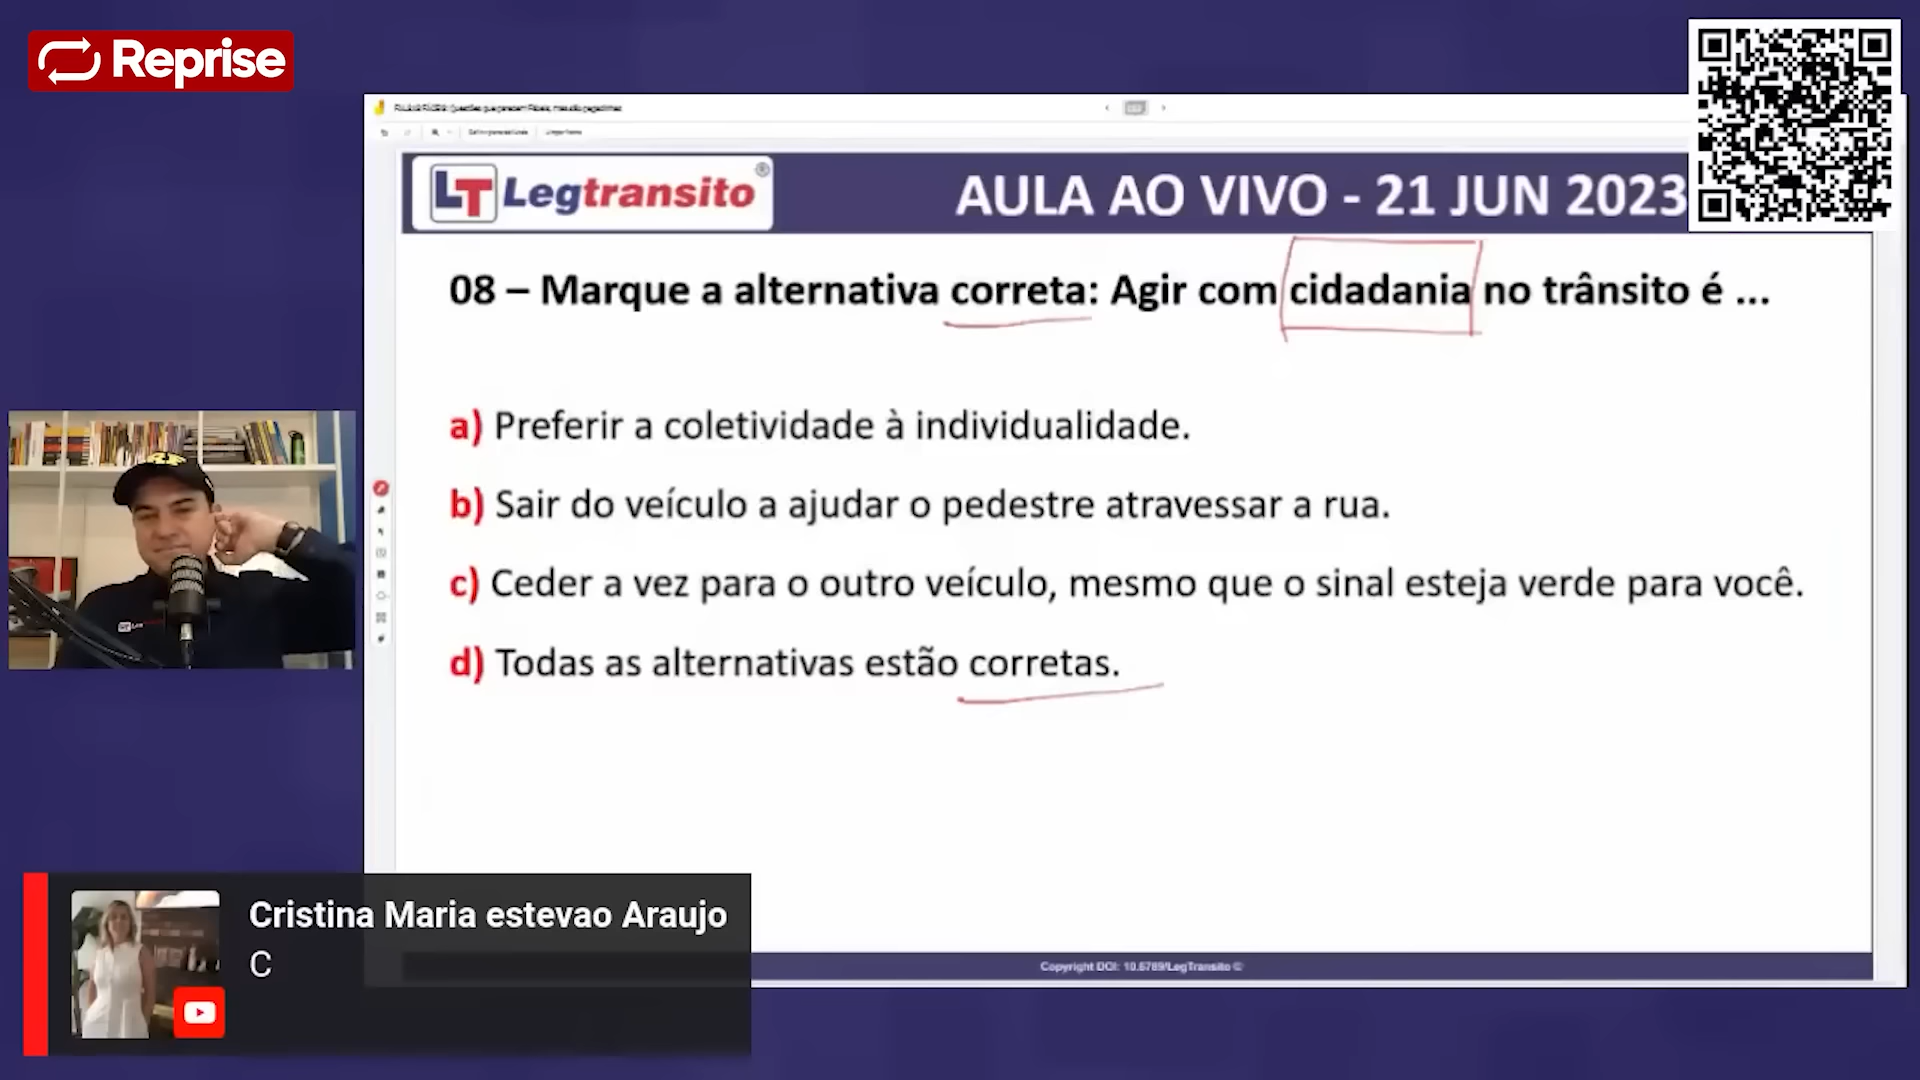 Reprise
LT Legtransito ®
AULA AO VIVO - 21 JUN 2023
08 – Marque a alternativa correta: Agir com cidadania no trânsito é ...
a) Preferir a coletividade à individualidade.
b) Sair do veículo a ajudar o pedestre atravessar a rua.
c) Ceder a vez para o outro veículo, mesmo que o sinal esteja verde para você.
d) Todas as alternativas estão corretas.
Cristina Maria estevao Araujo
C
Copyright DOI: 10.6789/LegTransito ©